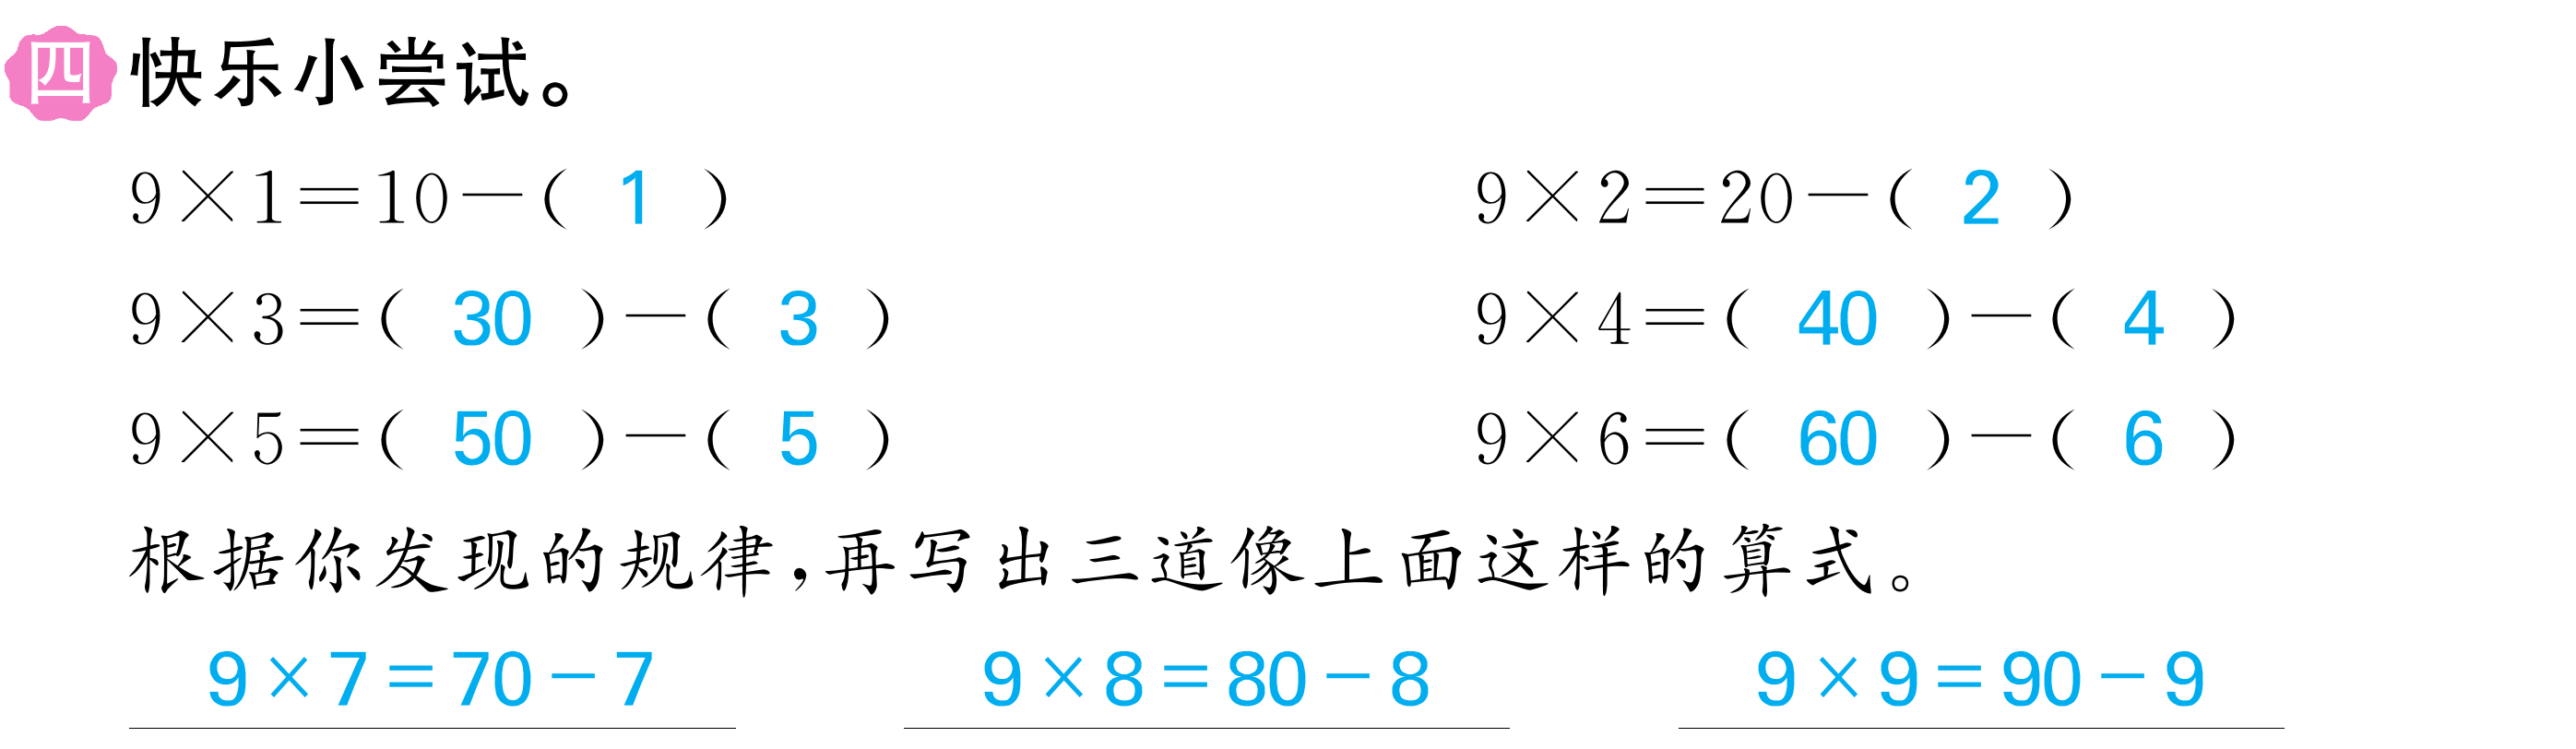 四 快乐小尝试。
9×1=10-( 1 ) 9×2=20-( 2 )
9×3=( 30 )-( 3 ) 9×4=( 40 )-( 4 )
9×5=( 50 )-( 5 ) 9×6=( 60 )-( 6 )
根据你发现的规律,再写出三道像上面这样的算式。
9×7=70-7 9×8=80-8 9×9=90-9